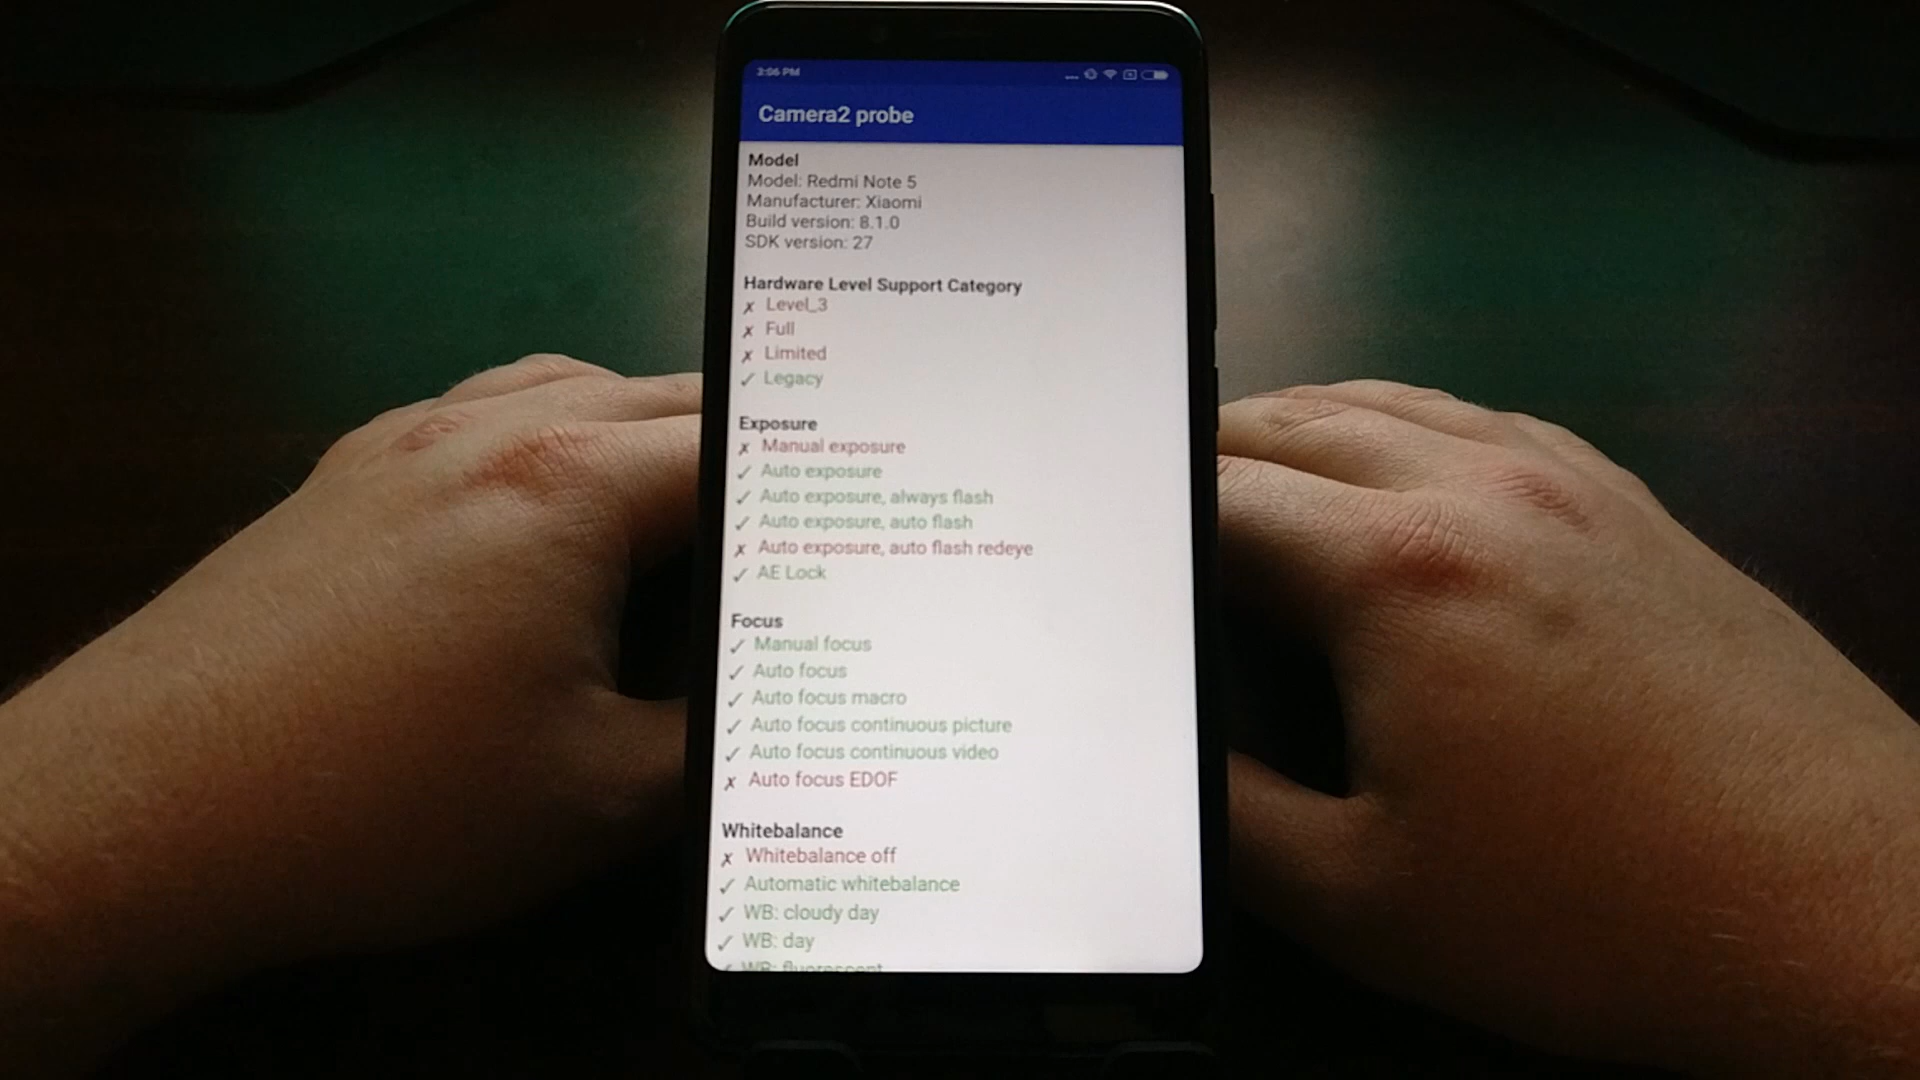 3:06 PM
Camera2 probe
Model
Model: Redmi Note 5
Manufacturer: Xiaomi
Build version: 8.1.0
SDK version: 27
Hardware Level Support Category
✗ Level_3
✗ Full
✗ Limited
✓ Legacy
Exposure
✗ Manual exposure
✓ Auto exposure
✓ Auto exposure, always flash
✓ Auto exposure, auto flash
✗ Auto exposure, auto flash redeye
✓ AE Lock
Focus
✓ Manual focus
✓ Auto focus
✓ Auto focus macro
✓ Auto focus continuous picture
✓ Auto focus continuous video
✗ Auto focus EDOF
Whitebalance
✗ Whitebalance off
✓ Automatic whitebalance
✓ WB: cloudy day
✓ WB: day
✓ WB: fluorescent